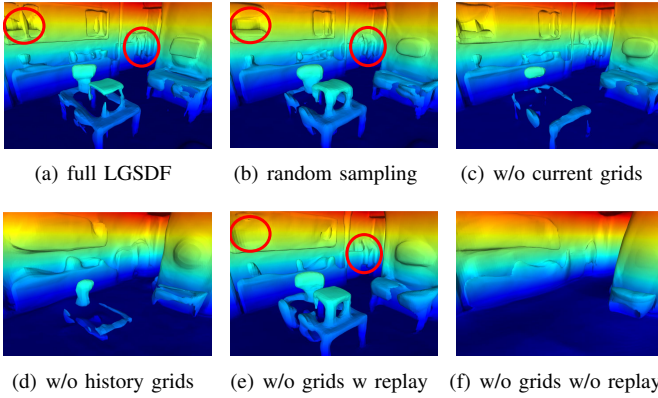 (a) full LGSDF
(b) random sampling
(c) w/o current grids
(d) w/o history grids
(e) w/o grids w replay
(f) w/o grids w/o replay